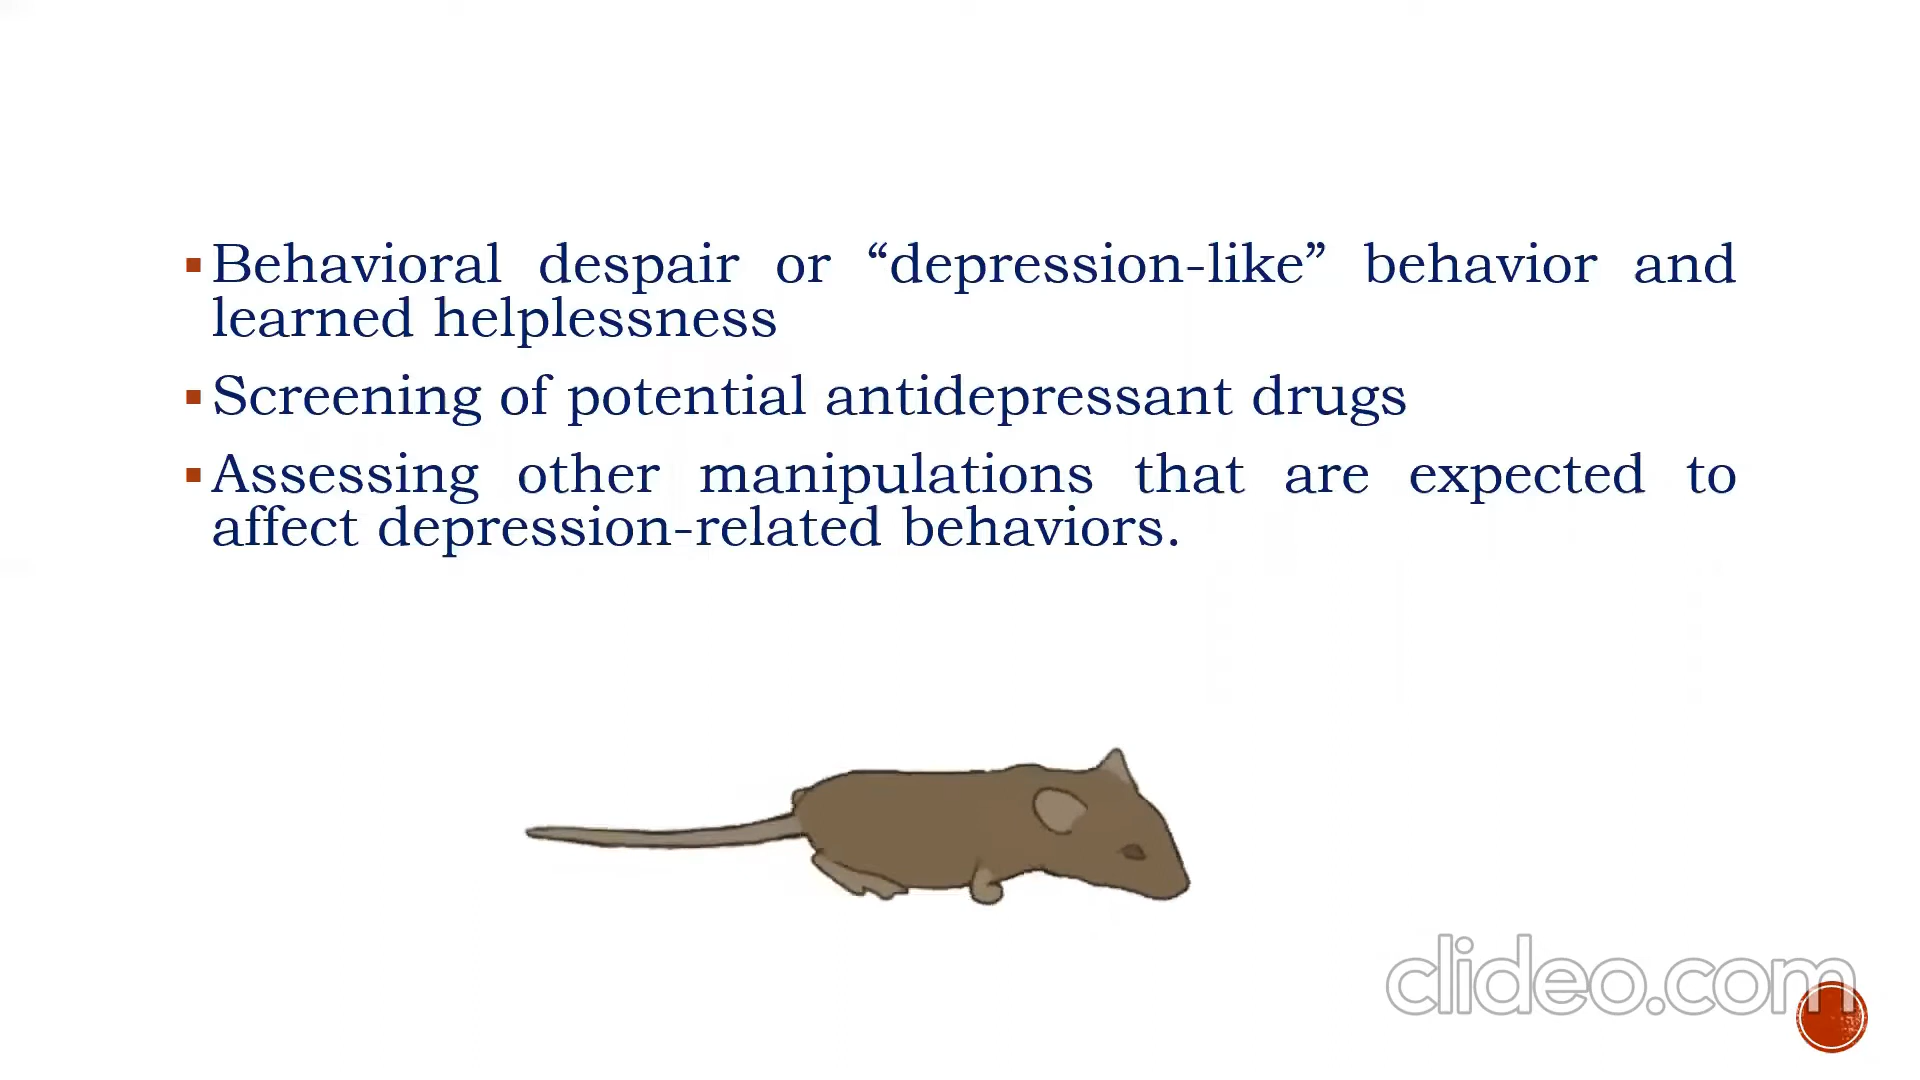 Behavioral despair or “depression-like” behavior and
learned helplessness
Screening of potential antidepressant drugs
Assessing other manipulations that are expected to
affect depression-related behaviors.
clideo.com